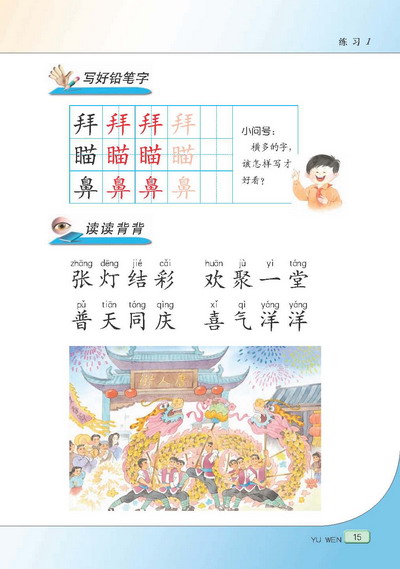 练习 1
写好铅笔字
拜 拜 拜 拜
瞄 瞄 瞄 瞄
鼻 鼻 鼻 鼻
小问号：
横多的字，
该怎样写才
好看？
读读背背
zhāng dēng jié cǎi huān jù yì táng
张灯结彩 欢聚一堂
pǔ tiān tóng qìng xǐ qì yáng yáng
普天同庆 喜气洋洋
YU WEN 15